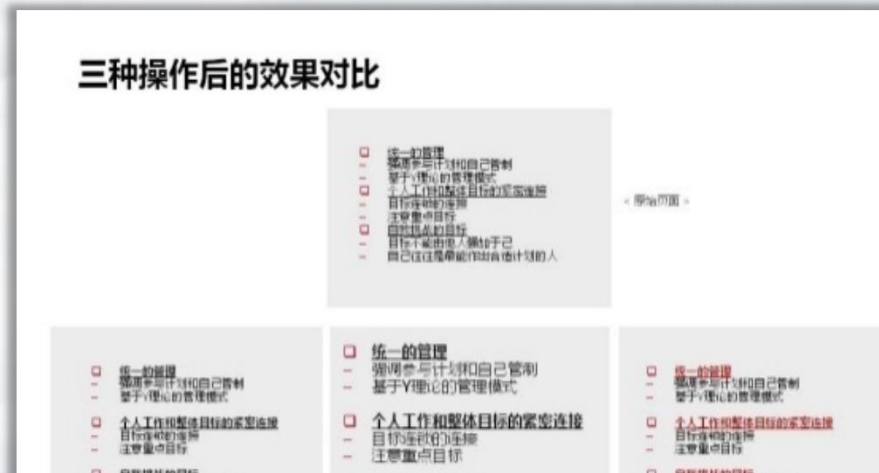 三种操作后的效果对比
统一的管理
强调参与计划和自己管制
基于Y理论的管理模式
个人工作和整体目标的紧密连接
目标连锁的连接
注意重点目标
自我挑战的目标
目标不能由他人强加于己
自己往往是最能作出合适计划的人
< 原始页面 >
统一的管理
强调参与计划和自己管制
基于Y理论的管理模式
个人工作和整体目标的紧密连接
目标连锁的连接
注意重点目标
统一的管理
强调参与计划和自己管制
基于Y理论的管理模式
个人工作和整体目标的紧密连接
目标连锁的连接
注意重点目标
统一的管理
强调参与计划和自己管制
基于Y理论的管理模式
个人工作和整体目标的紧密连接
目标连锁的连接
注意重点目标